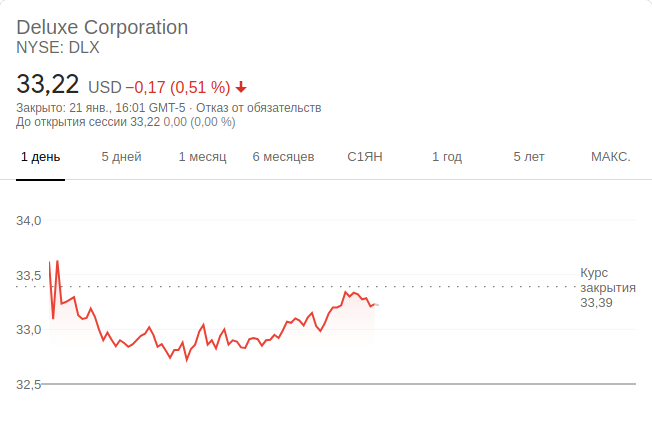 Deluxe Corporation
NYSE: DLX
33,22 USD −0,17 (0,51 %)
Закрыто: 21 янв., 16:01 GMT-5 · Отказ от обязательств
До открытия сессии 33,22 0,00 (0,00 %)
1 день 5 дней 1 месяц 6 месяцев С1ЯН 1 год 5 лет МАКС.
34,0
33,5
33,0
32,5
Курс
закрытия
33,39